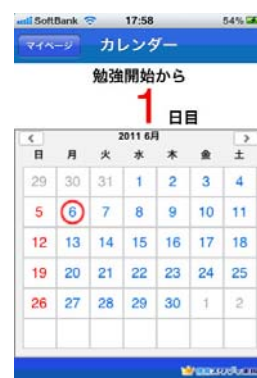 SoftBank 17:58 54%
マイページ カレンダー
勉強開始から
1 日目
< 2011 6月 >
日 月 火 水 木 金 土
29 30 31 1 2 3 4
5 6 7 8 9 10 11
12 13 14 15 16 17 18
19 20 21 22 23 24 25
26 27 28 29 30 1 2